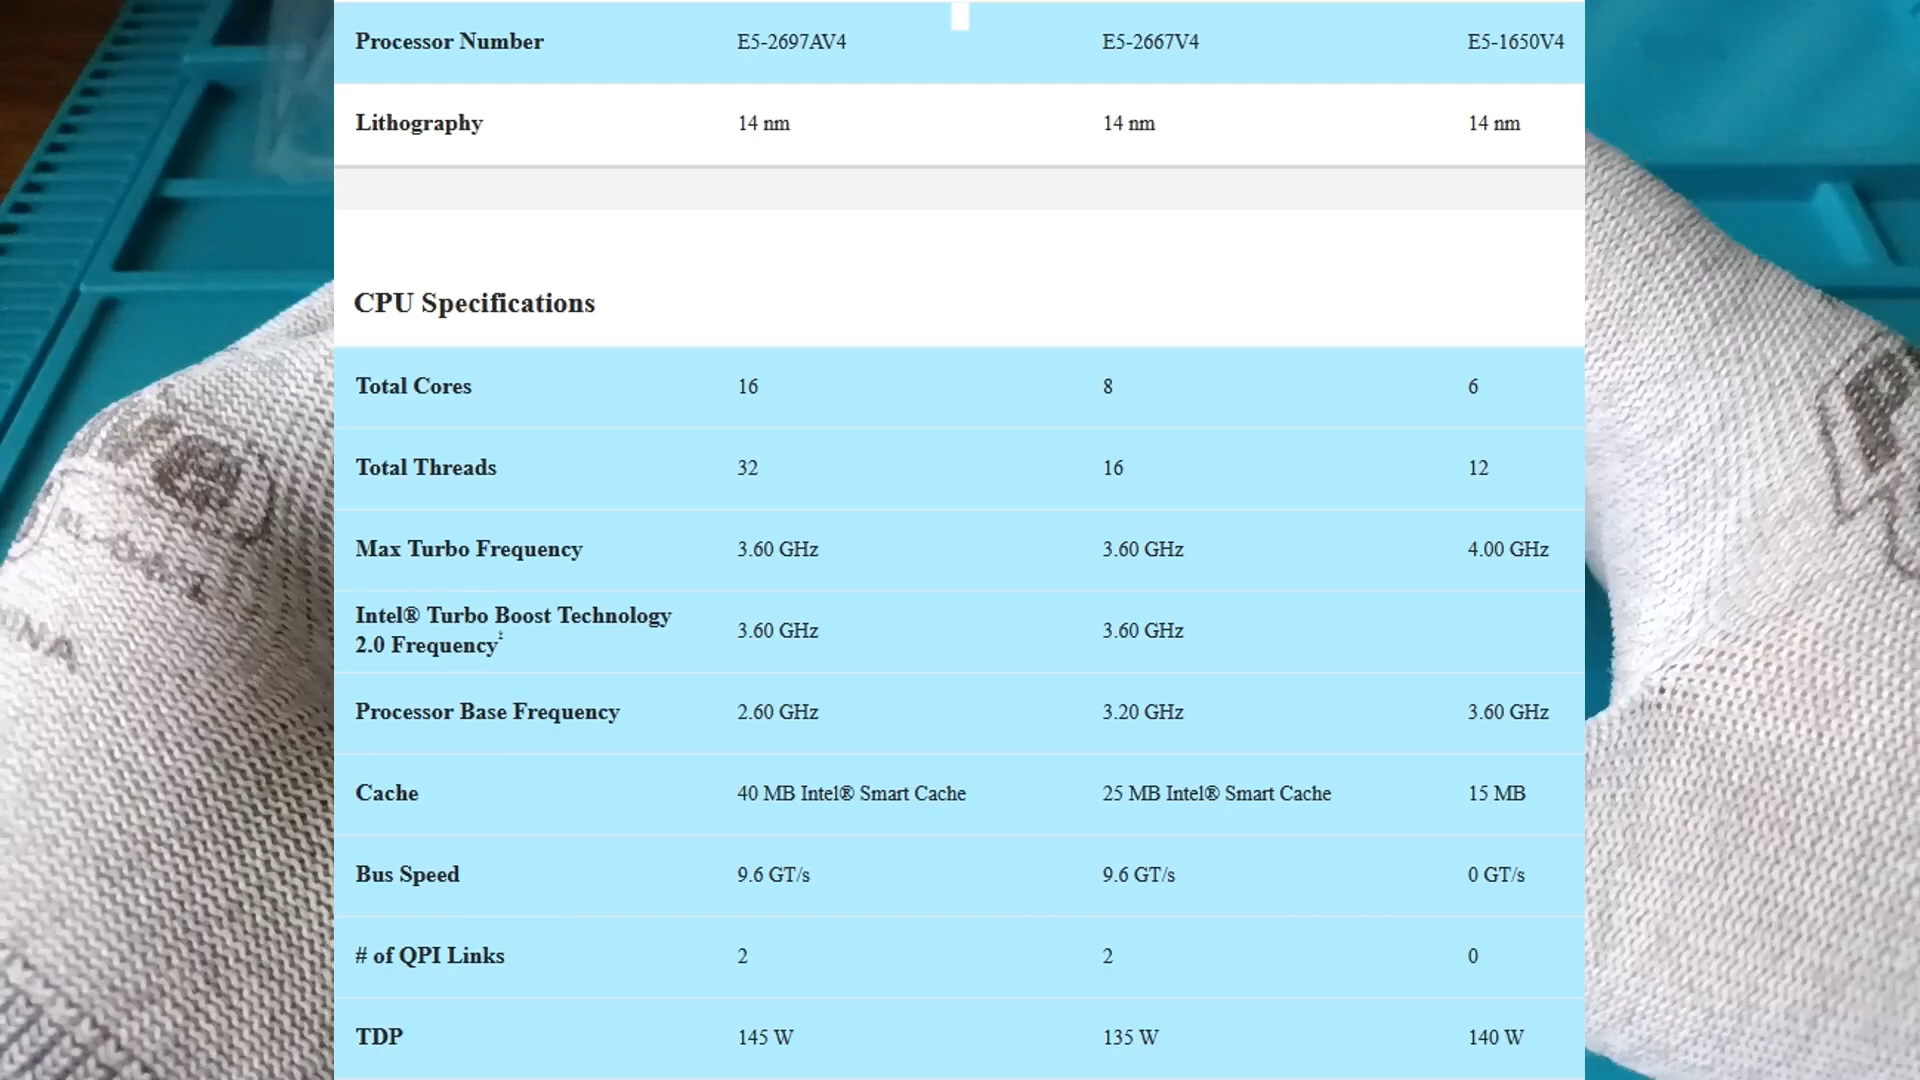 Processor Number E5-2697AV4 E5-2667V4 E5-1650V4
Lithography 14 nm 14 nm 14 nm
CPU Specifications
Total Cores 16 8 6
Total Threads 32 16 12
Max Turbo Frequency 3.60 GHz 3.60 GHz 4.00 GHz
Intel® Turbo Boost Technology
2.0 Frequency‡ 3.60 GHz 3.60 GHz
Processor Base Frequency 2.60 GHz 3.20 GHz 3.60 GHz
Cache 40 MB Intel® Smart Cache 25 MB Intel® Smart Cache 15 MB
Bus Speed 9.6 GT/s 9.6 GT/s 0 GT/s
# of QPI Links 2 2 0
TDP 145 W 135 W 140 W